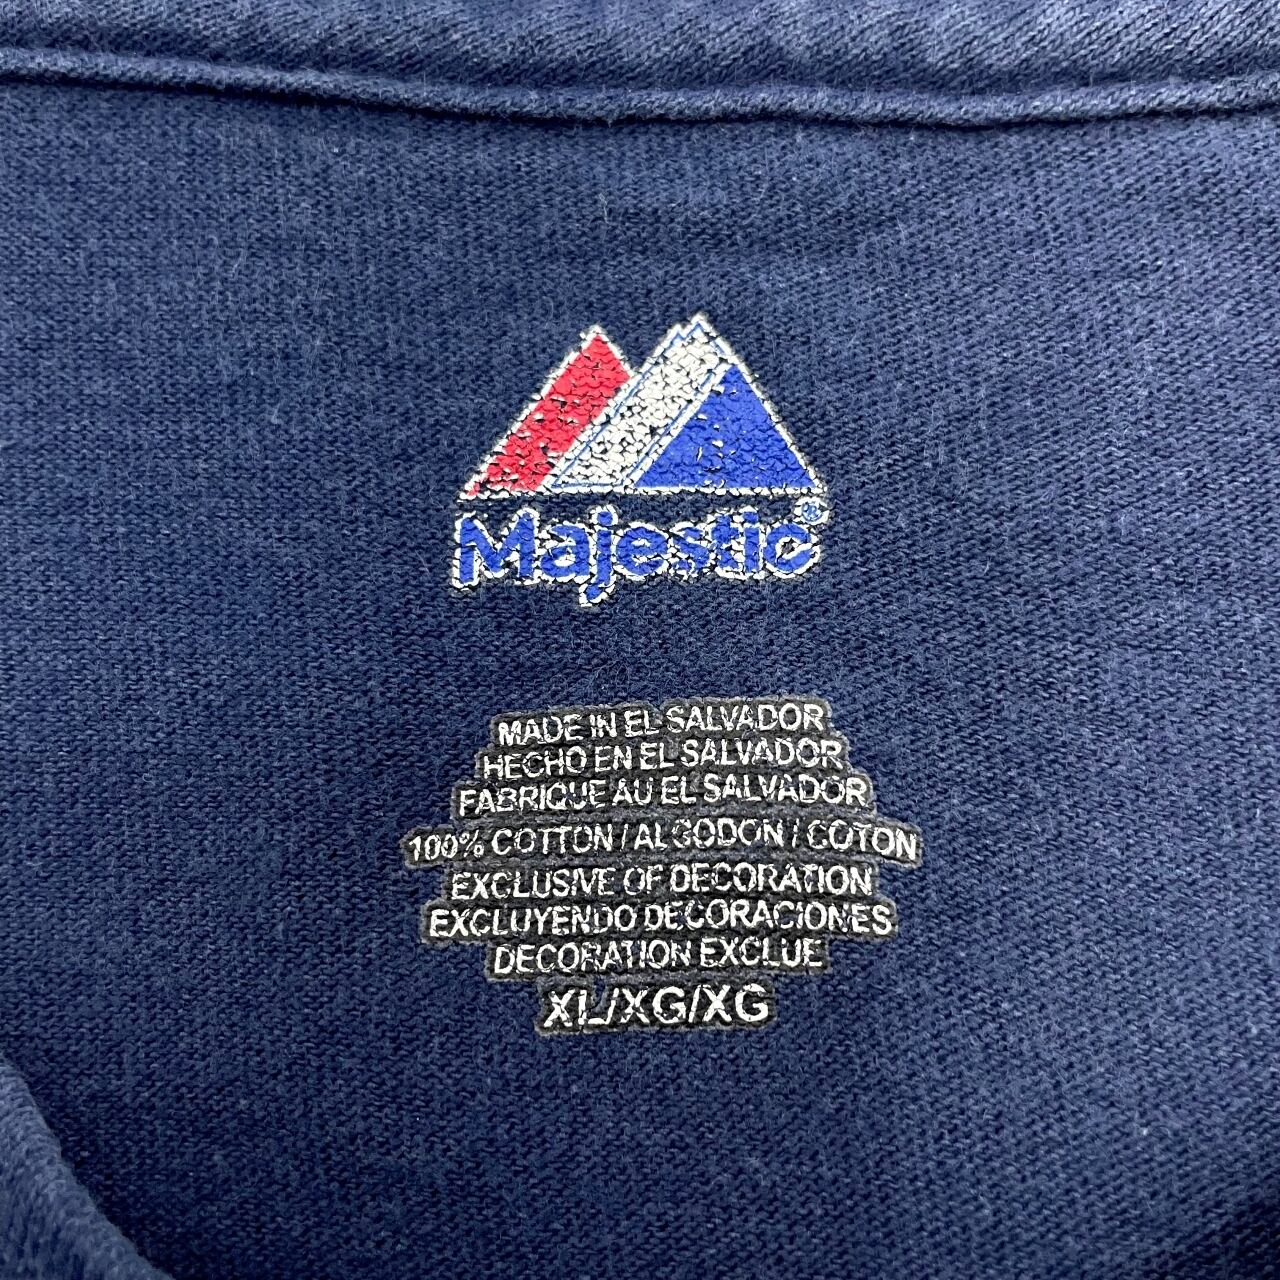 Majestic®
MADE IN EL SALVADOR
HECHO EN EL SALVADOR
FABRIQUE AU EL SALVADOR
100% COTTON / ALGODON / COTON
EXCLUSIVE OF DECORATION
EXCLUYENDO DECORACIONES
DECORATION EXCLUE
XL/XG/XG